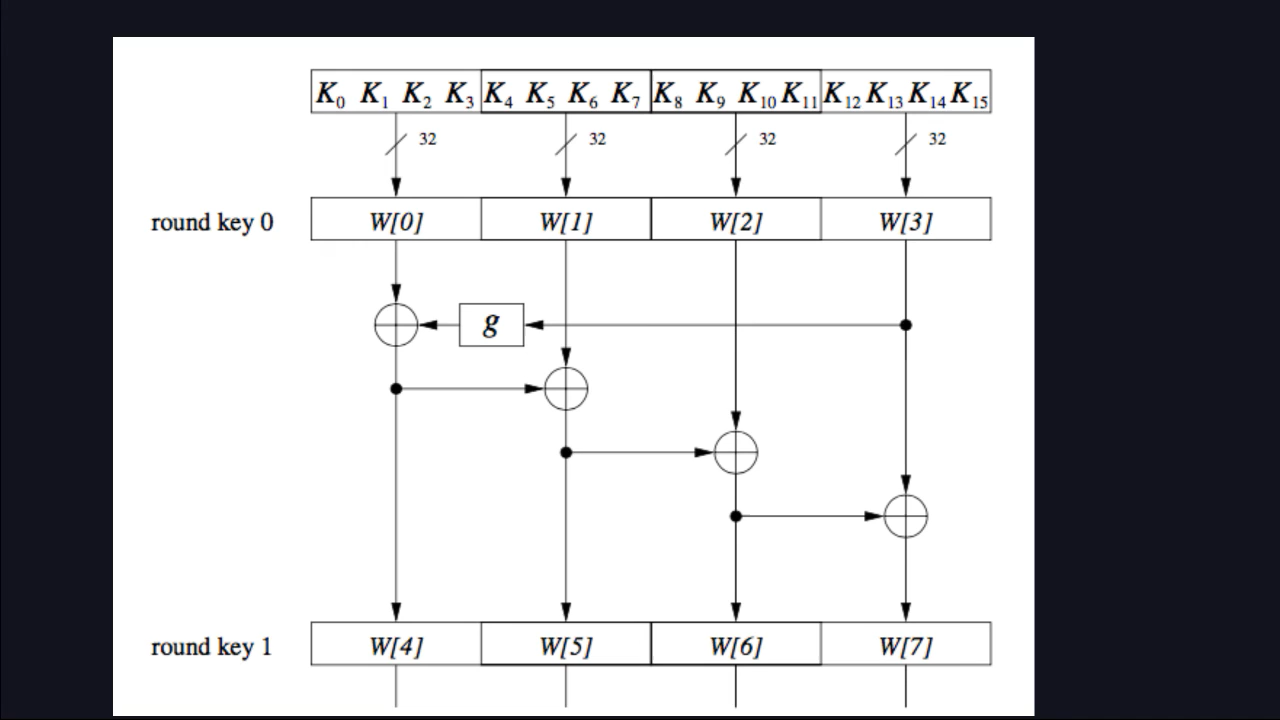 K₀ K₁ K₂ K₃ K₄ K₅ K₆ K₇ K₈ K₉ K₁₀ K₁₁ K₁₂ K₁₃ K₁₄ K₁₅
32 32 32 32
round key 0 W[0] W[1] W[2] W[3]
g
round key 1 W[4] W[5] W[6] W[7]